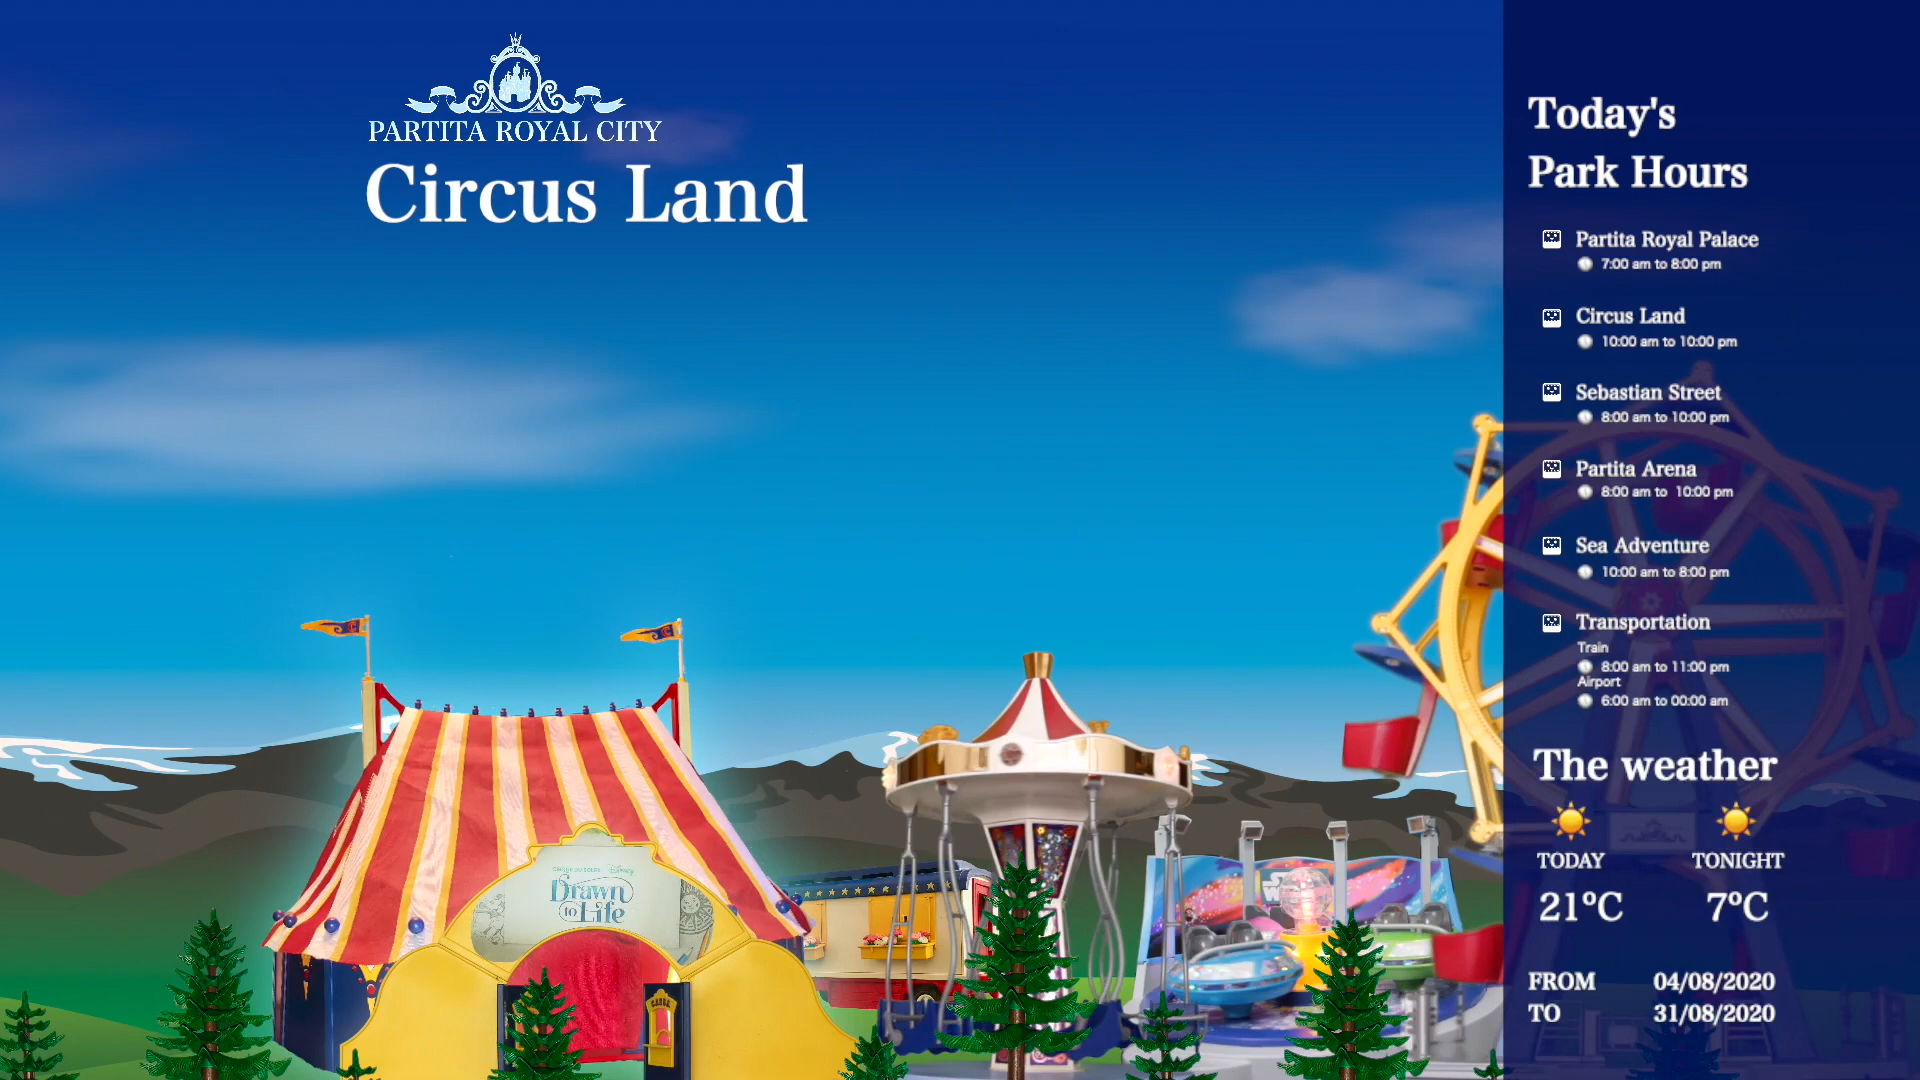 PARTITA ROYAL CITY
Circus Land
Drawn
to Life
Today's
Park Hours
Partita Royal Palace
7:00 am to 8:00 pm
Circus Land
10:00 am to 10:00 pm
Sebastian Street
8:00 am to 10:00 pm
Partita Arena
8:00 am to 10:00 pm
Sea Adventure
10:00 am to 8:00 pm
Transportation
Train
8:00 am to 11:00 pm
Airport
6:00 am to 00:00 am
The weather
TODAY TONIGHT
21°C 7°C
FROM 04/08/2020
TO 31/08/2020